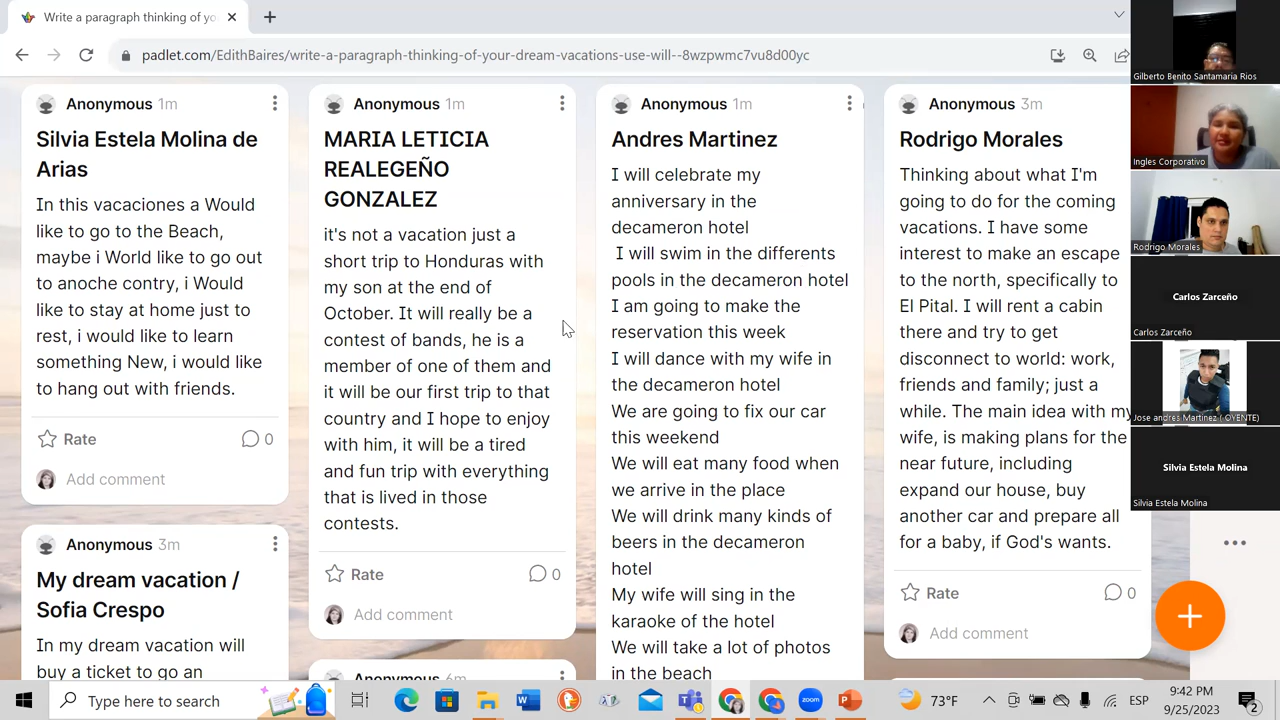 Write a paragraph thinking of yo
padlet.com/EdithBaires/write-a-paragraph-thinking-of-your-dream-vacations-use-will--8wzpwmc7vu8d00yc
Anonymous 1m
Silvia Estela Molina de
Arias
In this vacaciones a Would
like to go to the Beach,
maybe i World like to go out
to anoche contry, i Would
like to stay at home just to
rest, i would like to learn
something New, i would like
to hang out with friends.
Rate 0
Add comment
Anonymous 3m
My dream vacation /
Sofia Crespo
In my dream vacation will
buy a ticket to go an
Anonymous 1m
MARIA LETICIA
REALEGEÑO
GONZALEZ
it's not a vacation just a
short trip to Honduras with
my son at the end of
October. It will really be a
contest of bands, he is a
member of one of them and
it will be our first trip to that
country and I hope to enjoy
with him, it will be a tired
and fun trip with everything
that is lived in those
contests.
Rate 0
Add comment
Anonymous 6m
Anonymous 1m
Andres Martinez
I will celebrate my
anniversary in the
decameron hotel
I will swim in the differents
pools in the decameron hotel
I am going to make the
reservation this week
I will dance with my wife in
the decameron hotel
We are going to fix our car
this weekend
We will eat many food when
we arrive in the place
We will drink many kinds of
beers in the decameron
hotel
My wife will sing in the
karaoke of the hotel
We will take a lot of photos
in the beach
Anonymous 3m
Rodrigo Morales
Thinking about what I'm
going to do for the coming
vacations. I have some
interest to make an escape
to the north, specifically to
El Pital. I will rent a cabin
there and try to get
disconnect to world: work,
friends and family; just a
while. The main idea with my
wife, is making plans for the
near future, including
expand our house, buy
another car and prepare all
for a baby, if God's wants.
Rate 0
Add comment
Gilberto Benito Santamaria Rios
Ingles Corporativo
Rodrigo Morales
Carlos Zarceño
Carlos Zarceño
Jose andres Martinez ( OYENTE)
Silvia Estela Molina
Silvia Estela Molina
Type here to search
zoom
73°F
ESP
9:42 PM
9/25/2023
2